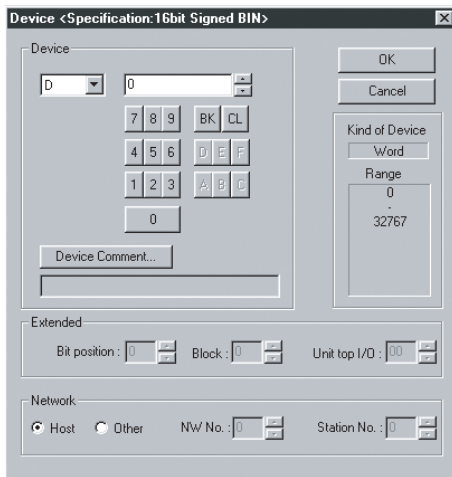 Device <Specification:16bit Signed BIN>
Device
D 0
7 8 9 BK CL
4 5 6 D E F
1 2 3 A B C
0
Device Comment...
OK
Cancel
Kind of Device
Word
Range
0
-
32767
Extended
Bit position : 0 Block : 0 Unit top I/O : 00
Network
Host Other NW No. : 0 Station No. : 0